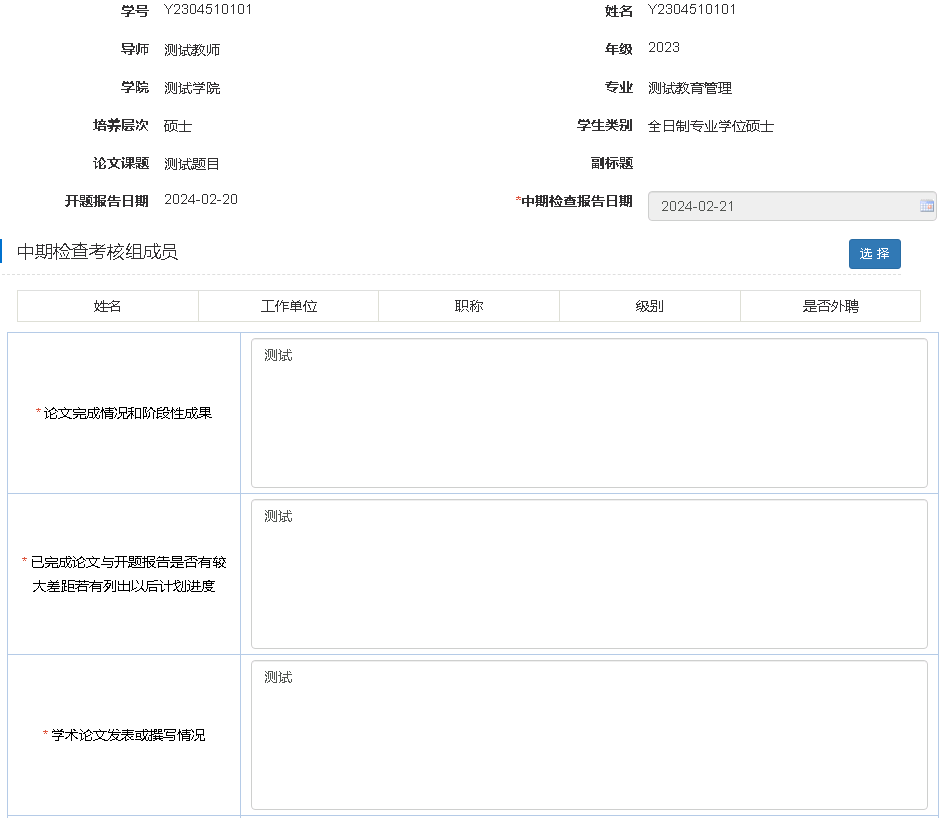 学号 Y2304510101 姓名 Y2304510101
导师 测试教师 年级 2023
学院 测试学院 专业 测试教育管理
培养层次 硕士 学生类别 全日制专业学位硕士
论文课题 测试题目 副标题
开题报告日期 2024-02-20 *中期检查报告日期 2024-02-21
中期检查考核组成员 选 择
姓名 工作单位 职称 级别 是否外聘
*论文完成情况和阶段性成果 测试
*已完成论文与开题报告是否有较
大差距若有列出以后计划进度
测试
*学术论文发表或撰写情况 测试